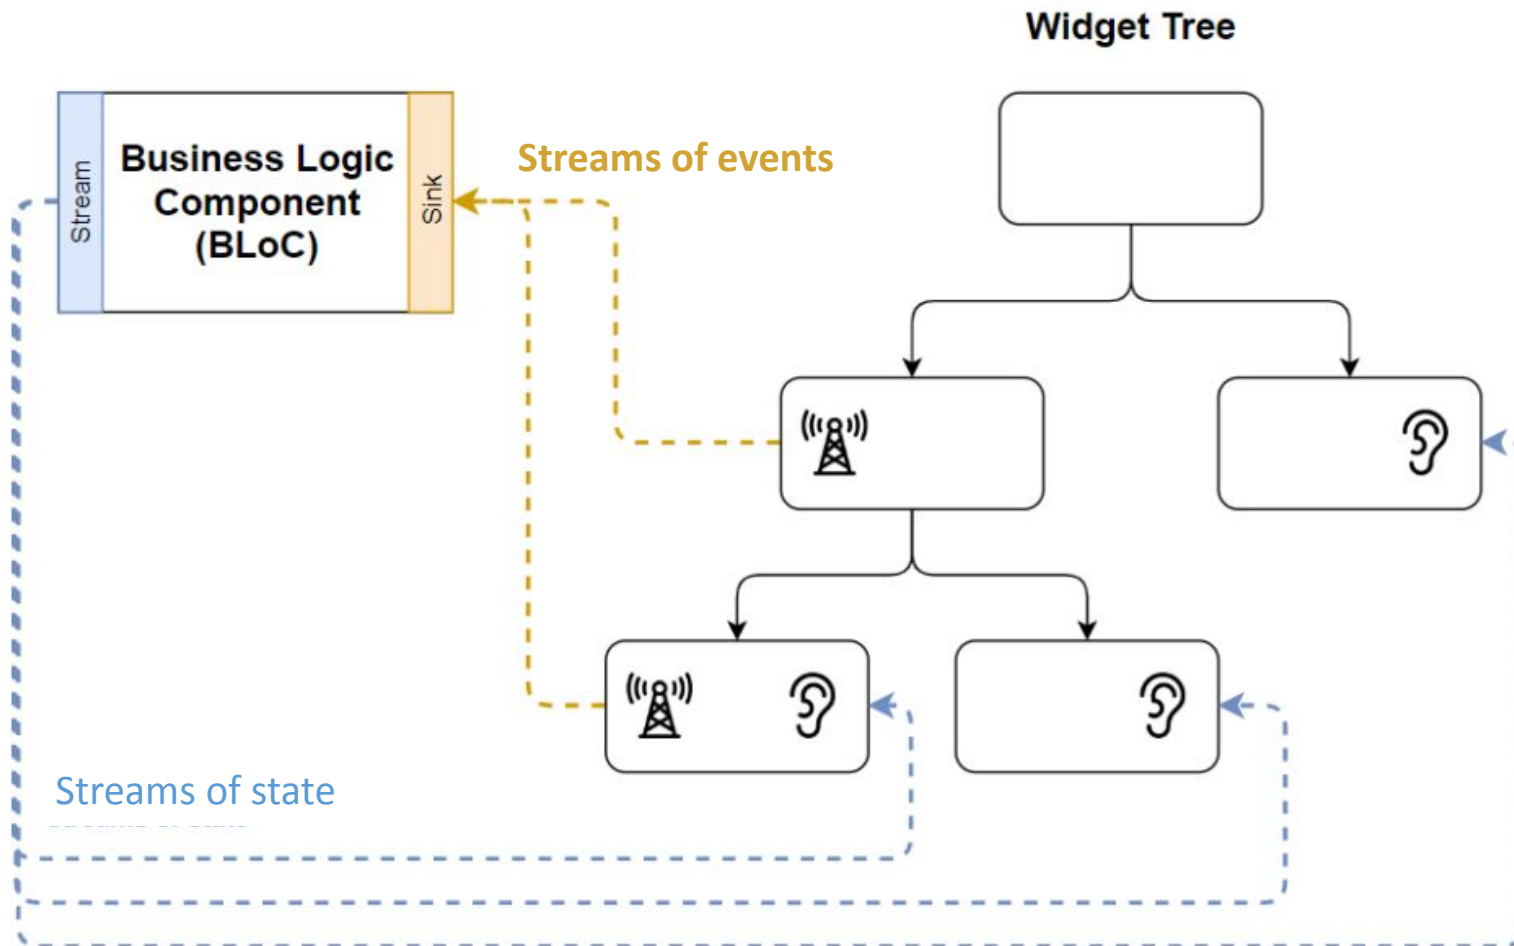 Widget Tree
Stream
Business Logic
Component
(BLoC)
Sink
Streams of events
Streams of state